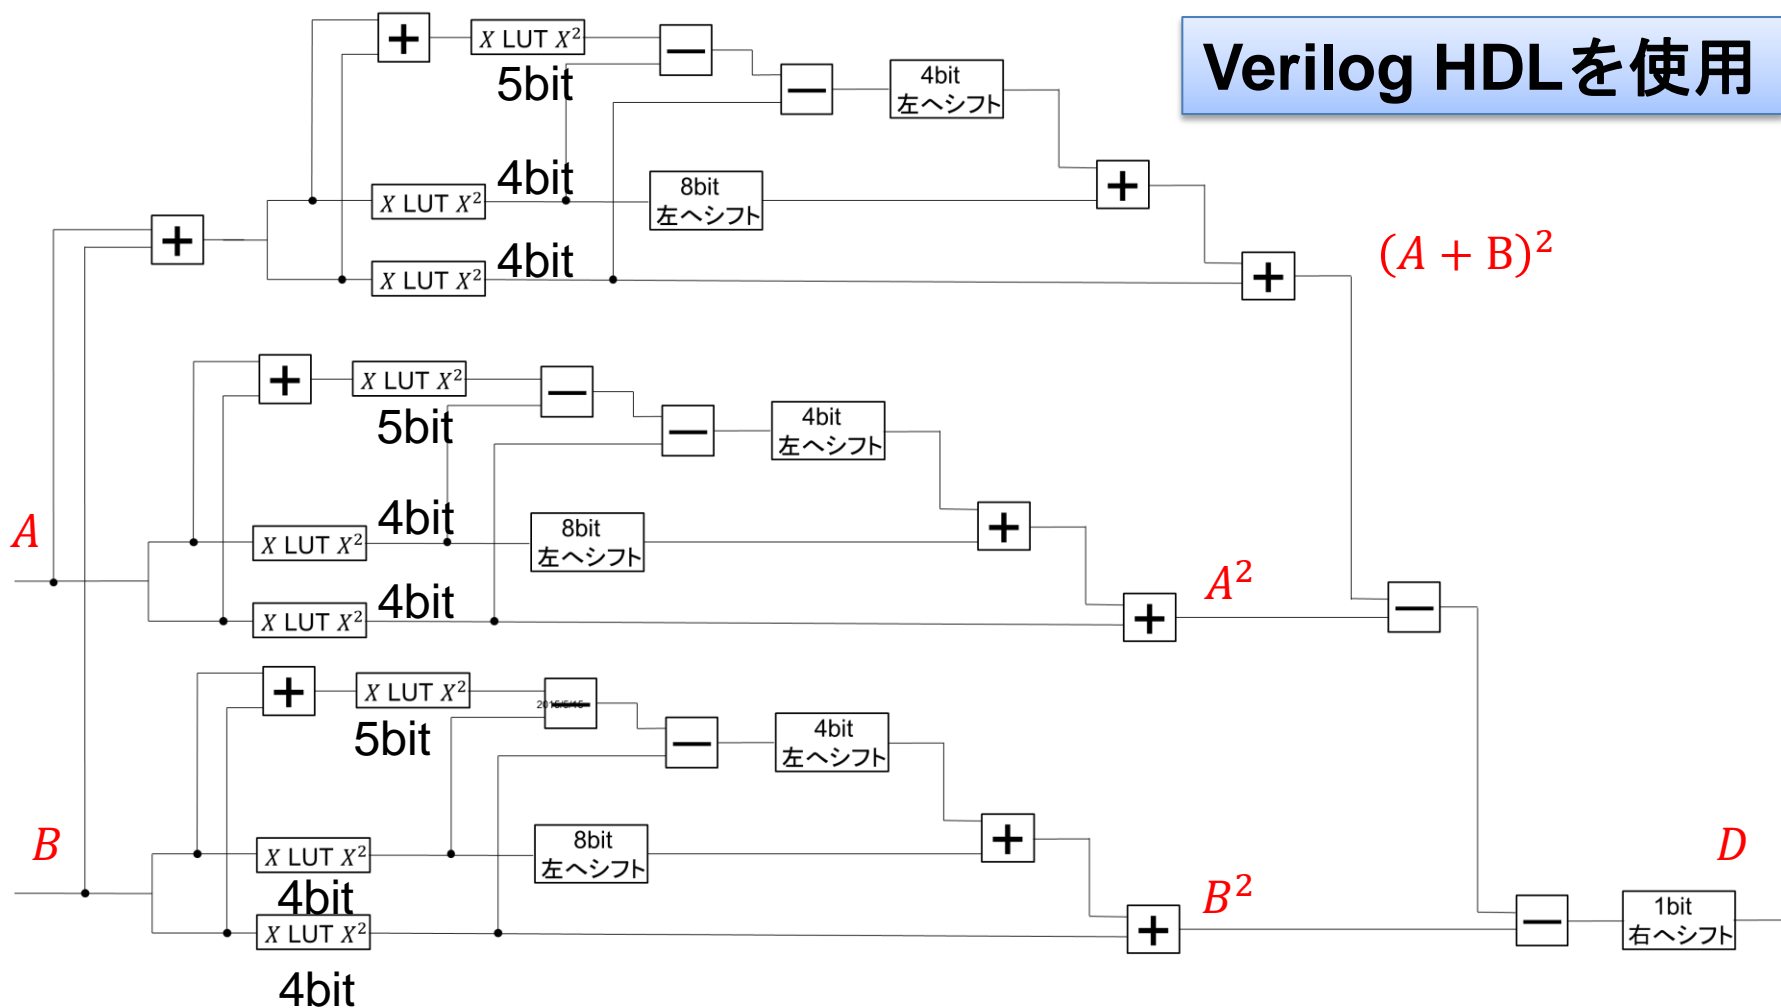 Verilog HDLを使用
+
X LUT X²
5bit
—
—
4bit
左へシフト
X LUT X²
4bit
8bit
左へシフト
+
+
X LUT X²
4bit
+
(A + B)²
+
X LUT X²
5bit
—
—
4bit
左へシフト
A
X LUT X²
4bit
8bit
左へシフト
+
X LUT X²
4bit
+
A²
—
+
X LUT X²
5bit
—
2015/5/15
—
4bit
左へシフト
B
X LUT X²
4bit
8bit
左へシフト
+
X LUT X²
4bit
+
B²
—
1bit
右へシフト
D